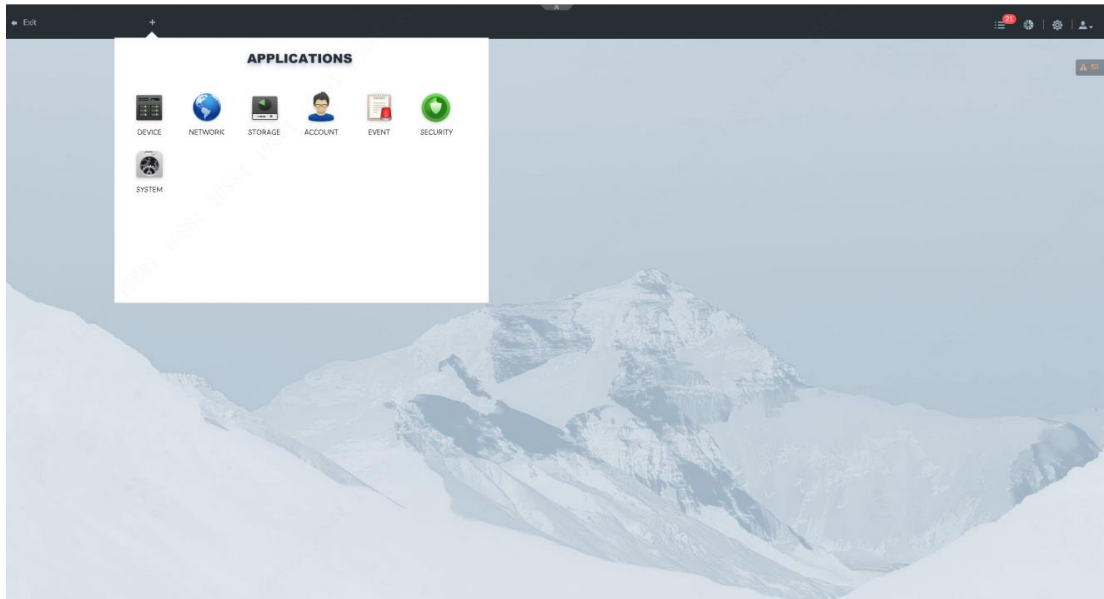 Exit
+
21
APPLICATIONS
DEVICE NETWORK STORAGE ACCOUNT EVENT SECURITY
SYSTEM